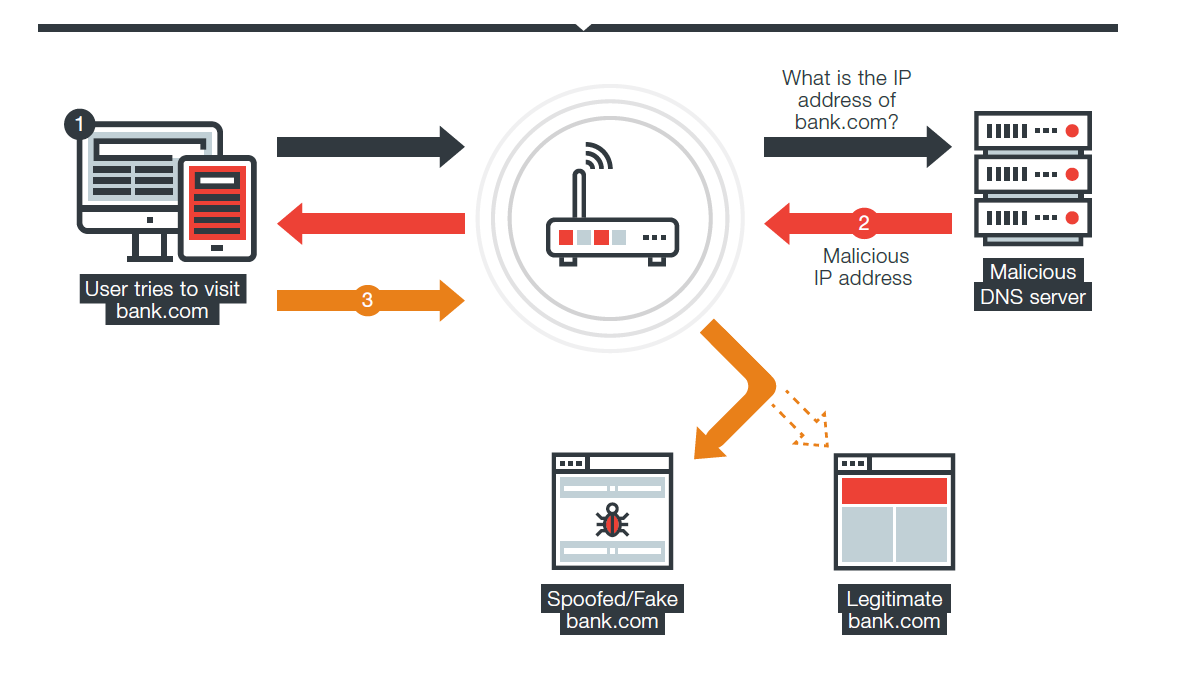 What is the IP
address of
bank.com?
1
2
Malicious
IP address
Malicious
DNS server
User tries to visit
bank.com
3
Spoofed/Fake
bank.com
Legitimate
bank.com